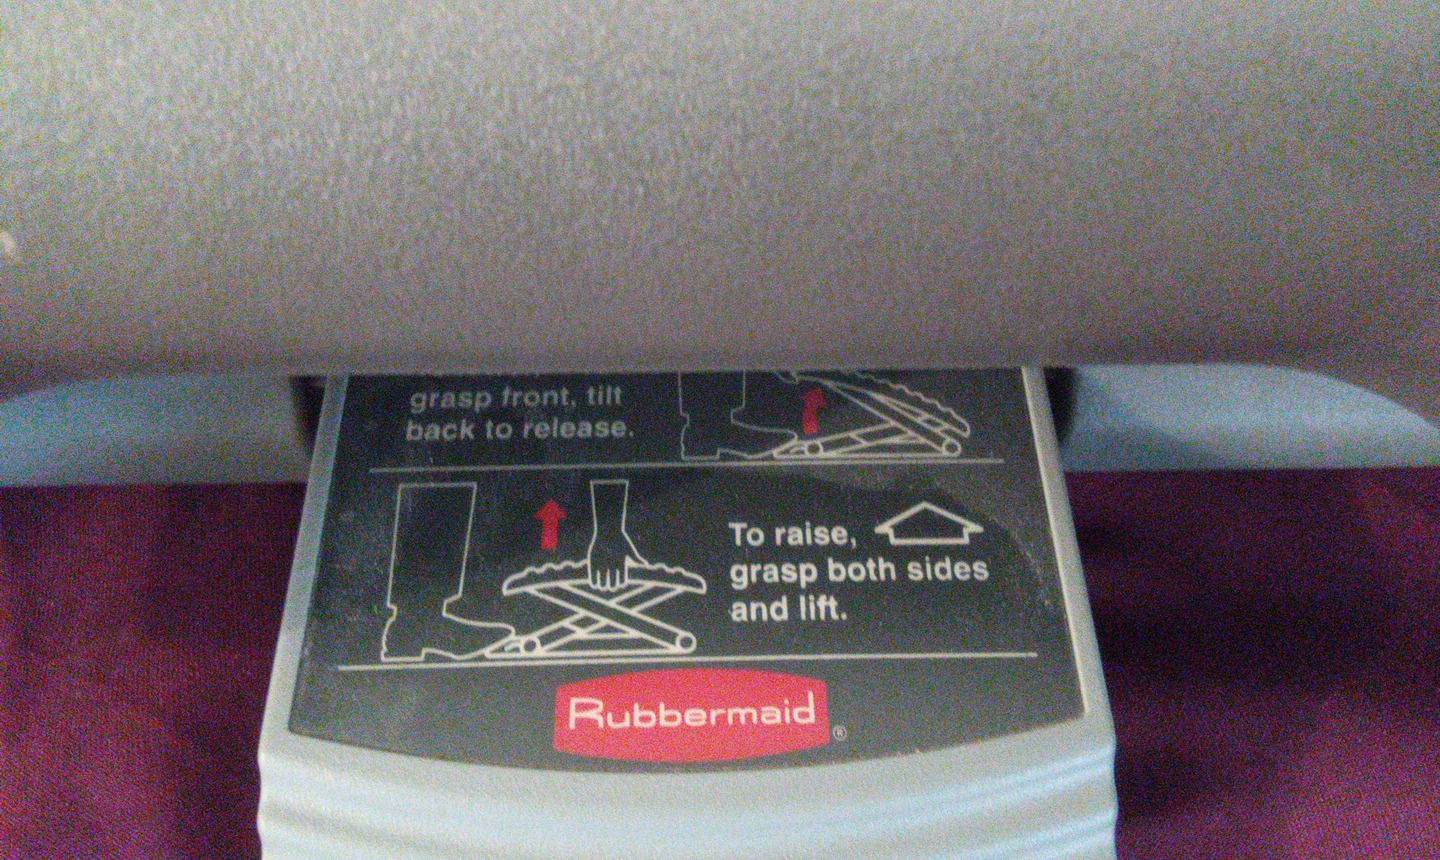 grasp front, tilt
back to release.
To raise,
grasp both sides
and lift.
Rubbermaid®